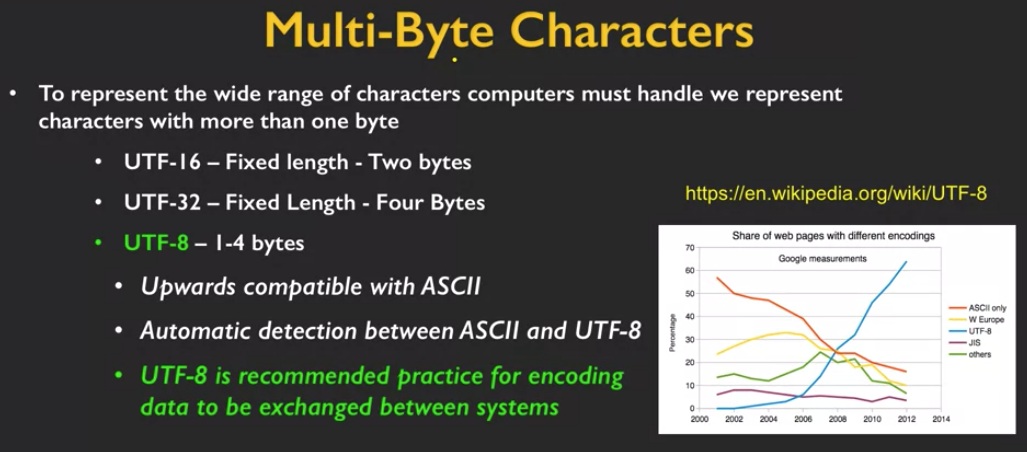 Multi-Byte Characters
• To represent the wide range of characters computers must handle we represent
characters with more than one byte
• UTF-16 – Fixed length - Two bytes
• UTF-32 – Fixed Length - Four Bytes
• UTF-8 – 1-4 bytes
• Upwards compatible with ASCII
• Automatic detection between ASCII and UTF-8
• UTF-8 is recommended practice for encoding
data to be exchanged between systems
https://en.wikipedia.org/wiki/UTF-8
Share of web pages with different encodings
Google measurements
Percentage
70
60
50
40
30
20
10
0
2000 2002 2004 2006 2008 2010 2012 2014
ASCII only
W Europe
UTF-8
JIS
others